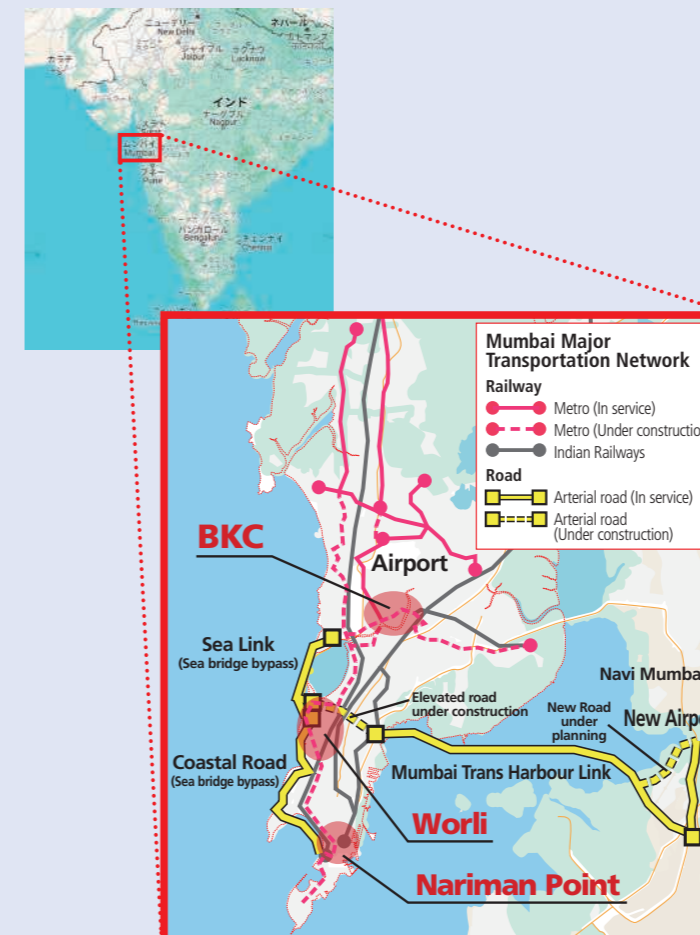 ニューデリー
New Delhi
ネパール
カトマンズ
カラチ
ジャイプル
Jaipur
ラクナウ
Lucknow
インド
ナーグプル
Nagpur
ムンバイ
Mumbai
プネー
Pune
バンガロール
Bengaluru
チェンナイ
Chennai
Mumbai Major
Transportation Network
Railway
Metro (In service)
Metro (Under constructio
Indian Railways
Road
Arterial road (In service)
Arterial road
(Under construction)
BKC
Airport
Sea Link
(Sea bridge bypass)
Navi Mumba
Elevated road
under construction
New Road
under
planning
New Airp
Coastal Road
(Sea bridge bypass)
Mumbai Trans Harbour Link
Worli
Nariman Point